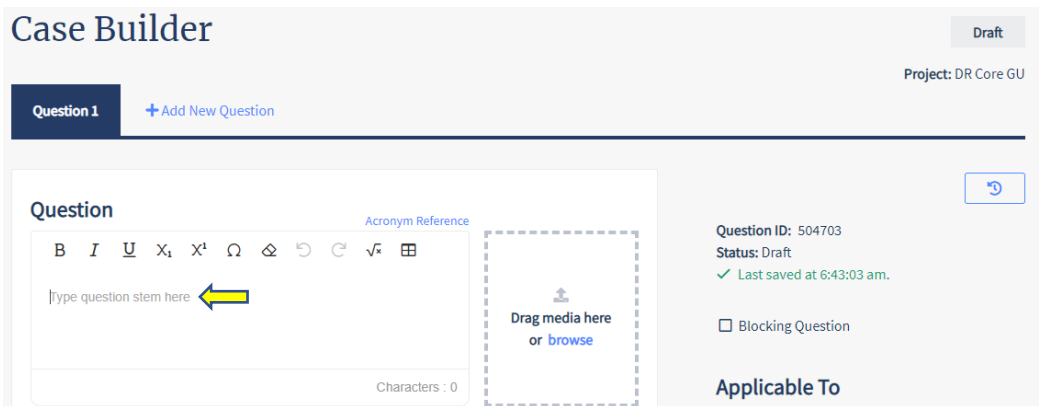 Case Builder
Draft
Project: DR Core GU
Question 1
+ Add New Question
Question
Acronym Reference
B I U X₁ X¹ Ω √x
Type question stem here
Characters : 0
Drag media here
or browse
Question ID: 504703
Status: Draft
✓ Last saved at 6:43:03 am.
Blocking Question
Applicable To